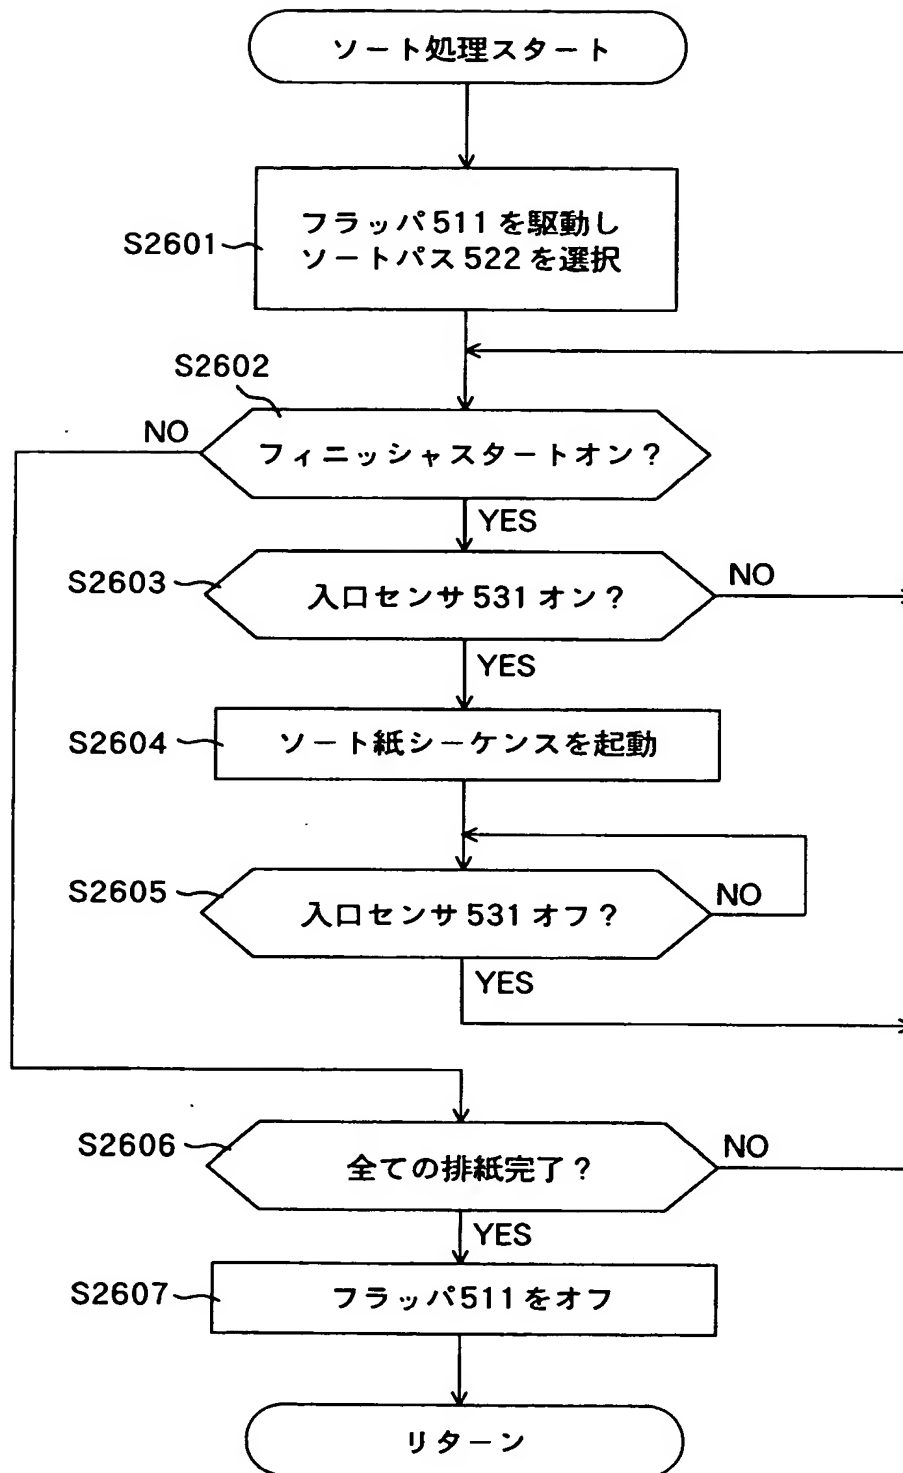 ソート処理スタート
S2601
フラッパ511を駆動し
ソートパス522を選択
S2602
NO
フィニッシャスタートオン？
YES
S2603
入口センサ531オン？
NO
YES
S2604
ソート紙シーケンスを起動
S2605
入口センサ531オフ？
NO
YES
S2606
全ての排紙完了？
NO
YES
S2607
フラッパ511をオフ
リターン